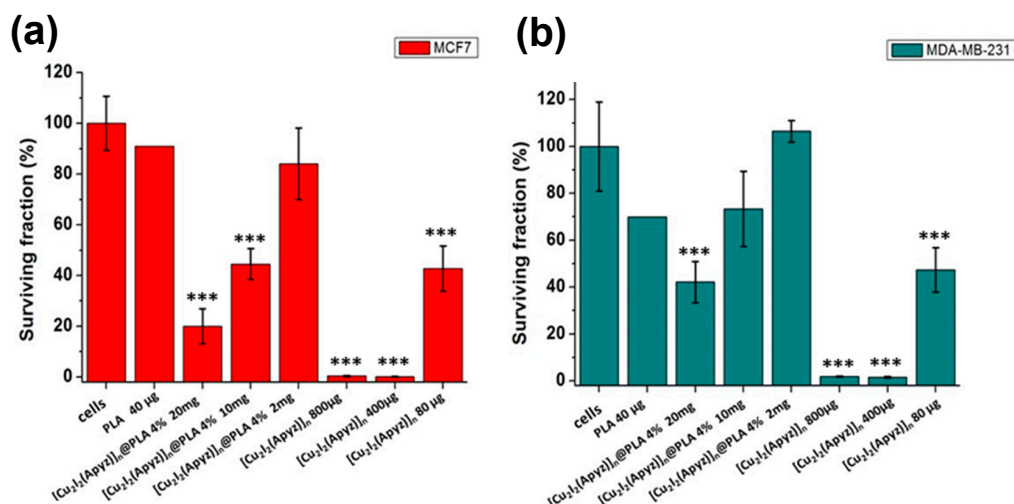 (a)
MCF7
120
100
80
60
40
20
0
Surviving fraction (%)
***
***
***
***
***
cells
PLA 40 µg
[Cu₂I₂(Apyz)]ₙ@PLA 4% 20mg
[Cu₂I₂(Apyz)]ₙ@PLA 4% 10mg
[Cu₂I₂(Apyz)]ₙ@PLA 4% 2mg
[Cu₂I₂(Apyz)]ₙ 800µg
[Cu₂I₂(Apyz)]ₙ 400µg
[Cu₂I₂(Apyz)]ₙ 80 µg
(b)
MDA-MB-231
120
100
80
60
40
20
0
Surviving fraction (%)
***
***
***
***
cells
PLA 40 µg
[Cu₂I₂(Apyz)]ₙ@PLA 4% 20mg
[Cu₂I₂(Apyz)]ₙ@PLA 4% 10mg
[Cu₂I₂(Apyz)]ₙ@PLA 4% 2mg
[Cu₂I₂(Apyz)]ₙ 800µg
[Cu₂I₂(Apyz)]ₙ 400µg
[Cu₂I₂(Apyz)]ₙ 80 µg